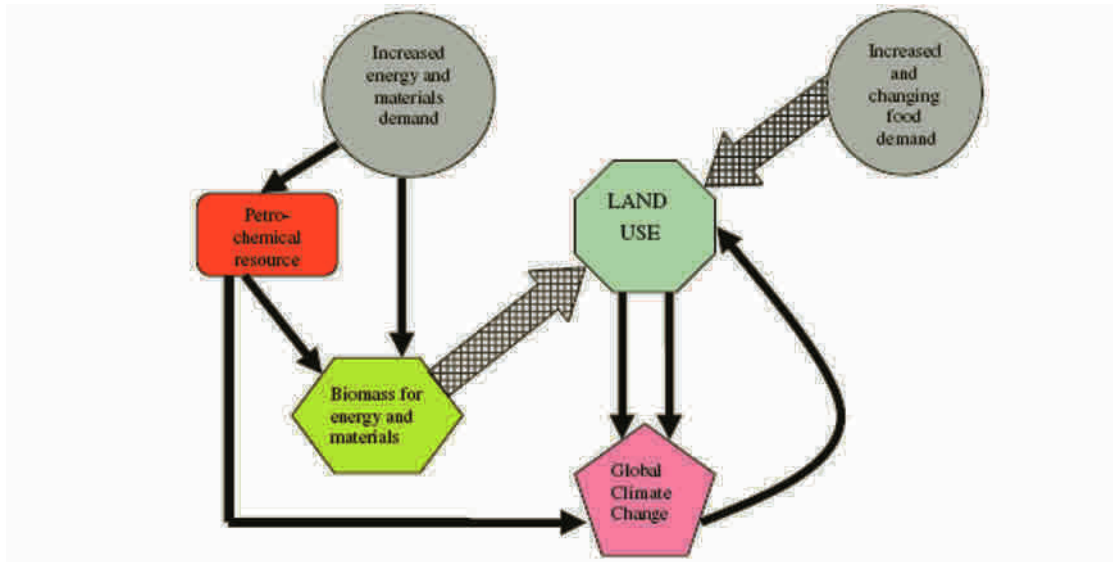 Increased
energy and
materials
demand
Increased
and
changing
food
demand
Petro-
chemical
resource
LAND
USE
Biomass for
energy and
materials
Global
Climate
Change